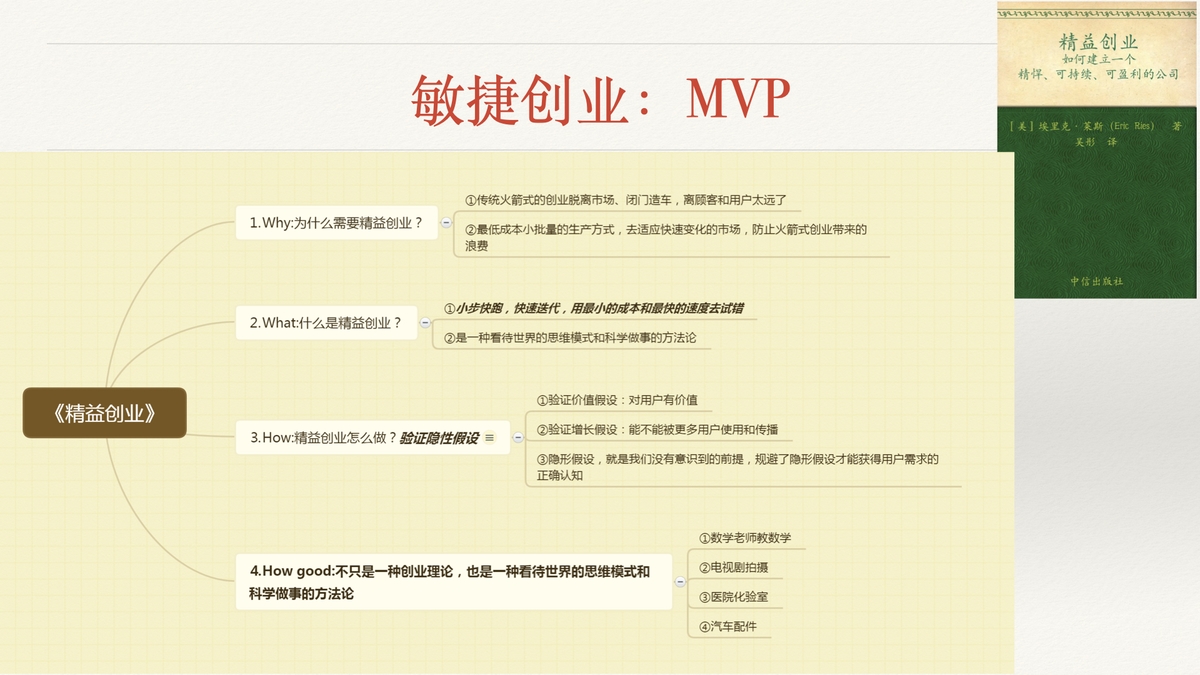 敏捷创业：MVP
精益创业
如何建立一个
精悍、可持续、可盈利的公司
［美］埃里克·莱斯（Eric Ries） 著
吴彤 译
中信出版社
《精益创业》
1.Why:为什么需要精益创业？
①传统火箭式的创业脱离市场、闭门造车，离顾客和用户太远了
②最低成本小批量的生产方式，去适应快速变化的市场，防止火箭式创业带来的
浪费
2.What:什么是精益创业？
①小步快跑，快速迭代，用最小的成本和最快的速度去试错
②是一种看待世界的思维模式和科学做事的方法论
3.How:精益创业怎么做？验证隐性假设
①验证价值假设：对用户有价值
②验证增长假设：能不能被更多用户使用和传播
③隐形假设，就是我们没有意识到的前提，规避了隐形假设才能获得用户需求的
正确认知
4.How good:不只是一种创业理论，也是一种看待世界的思维模式和
科学做事的方法论
①数学老师教数学
②电视剧拍摄
③医院化验室
④汽车配件